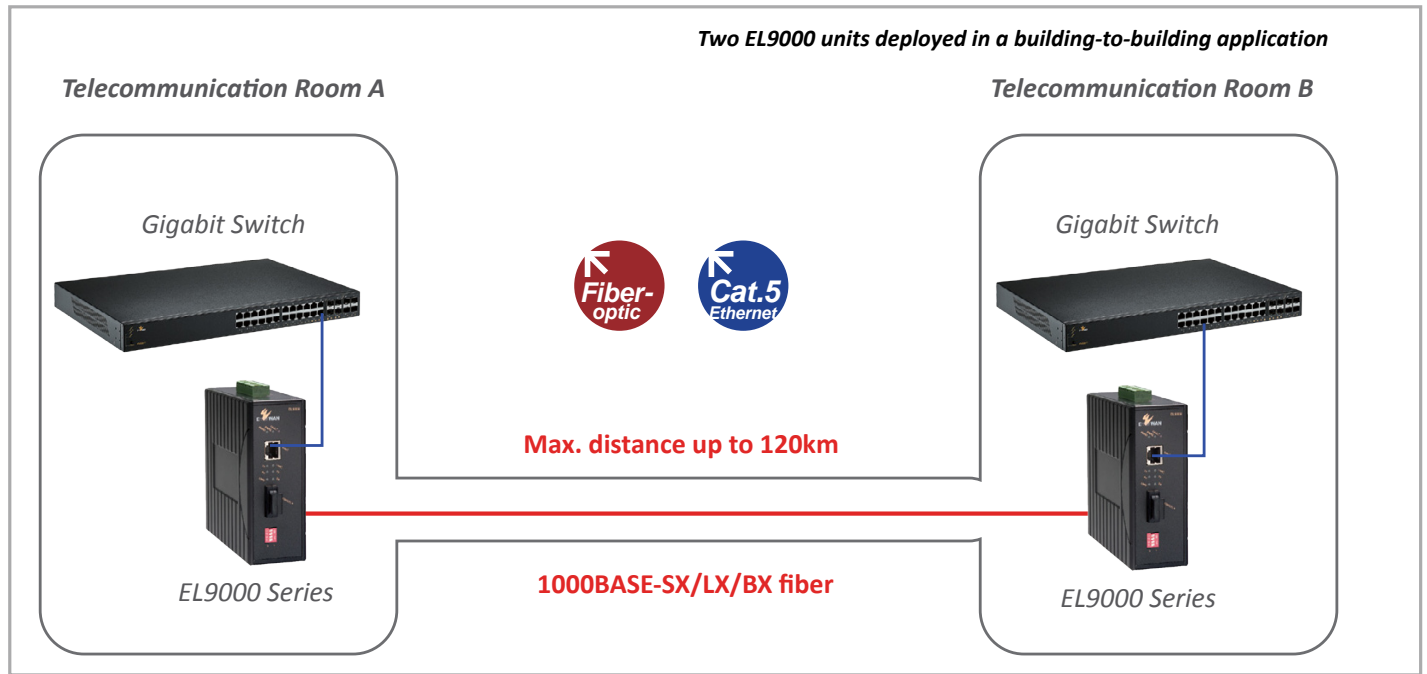 Two EL9000 units deployed in a building-to-building application
Telecommunication Room A
Telecommunication Room B
Gigabit Switch
Gigabit Switch
Fiber-
optic
Cat.5
Ethernet
Max. distance up to 120km
1000BASE-SX/LX/BX fiber
EL9000 Series
EL9000 Series